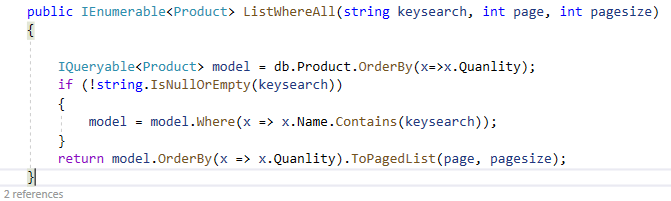 public IEnumerable<Product> ListWhereAll(string keysearch, int page, int pagesize)
{
IQueryable<Product> model = db.Product.OrderBy(x=>x.Quanlity);
if (!string.IsNullOrEmpty(keysearch))
{
model = model.Where(x => x.Name.Contains(keysearch));
}
return model.OrderBy(x => x.Quanlity).ToPagedList(page, pagesize);
}
2 references